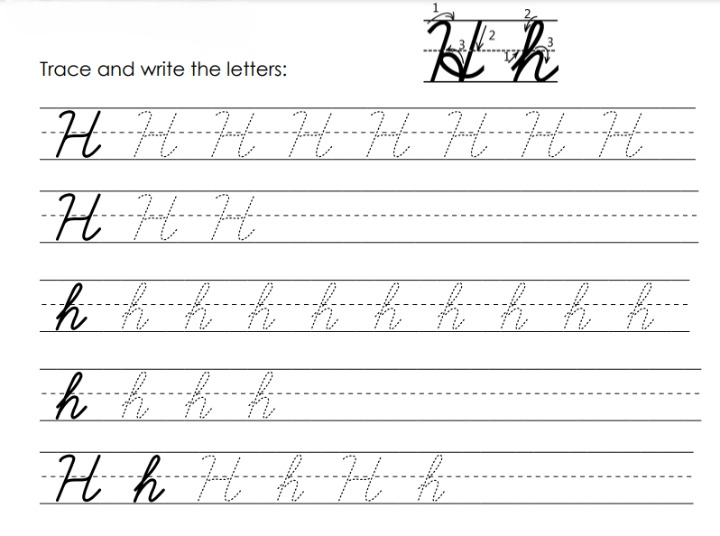 1 2
H h
3 2 1 3
Trace and write the letters:
H H H H H H H H
H H H
h h h h h h h h h h
h h h h
H h H h H h